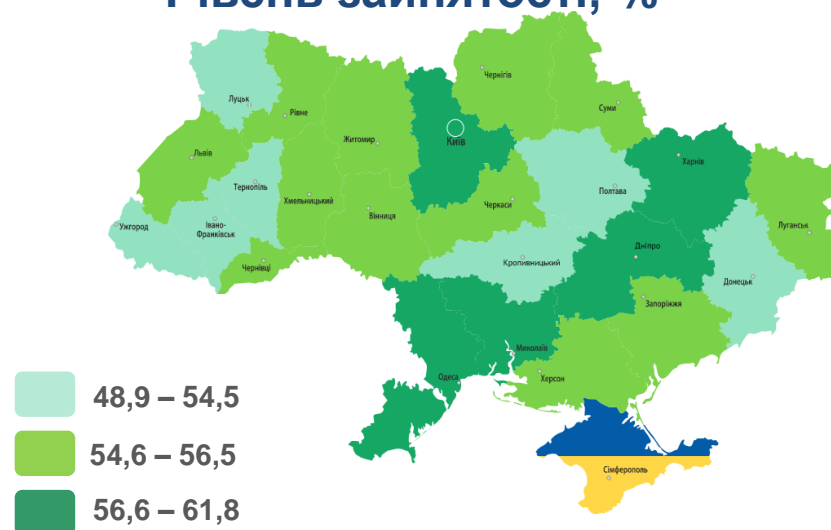 Рівень зайнятості, %
Чернігів
Луцьк
Рівне
Суми
Житомир
Київ
Львів
Харків
Тернопіль
Полтава
Хмельницький
Черкаси
Вінниця
Ужгород
Івано-
Франківськ
Луганськ
Дніпро
Кропивницький
Чернівці
Донецьк
Запоріжжя
Миколаїв
Одеса
Херсон
Сімферополь
48,9 – 54,5
54,6 – 56,5
56,6 – 61,8